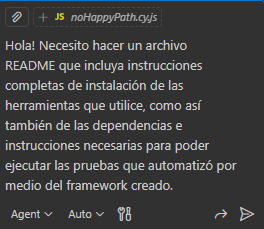 JS noHappyPath.cy.js
Hola! Necesito hacer un archivo
README que incluya instrucciones
completas de instalación de las
herramientas que utilice, como así
también de las dependencias e
instrucciones necesarias para poder
ejecutar las pruebas que automatizó por
medio del framework creado.
Agent Auto